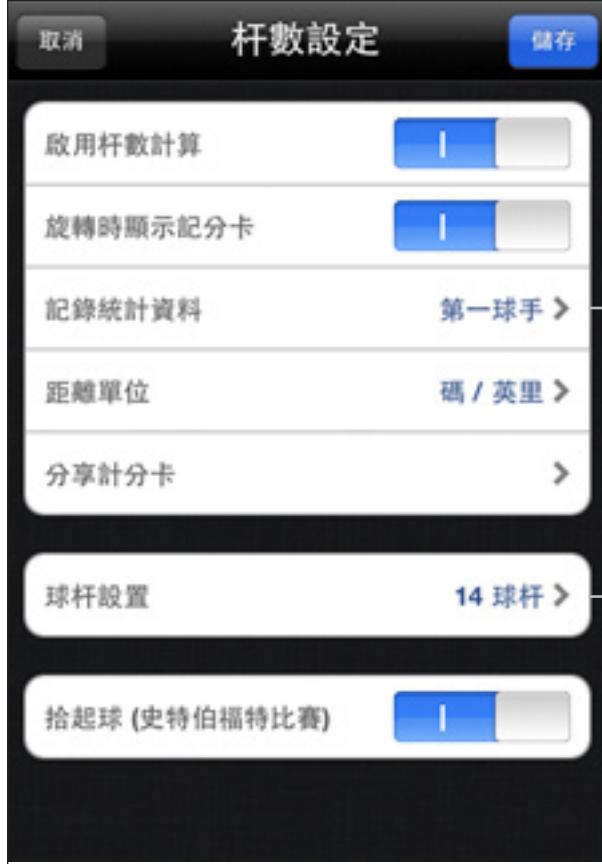 取消 杆數設定 儲存
啟用杆數計算
旋轉時顯示記分卡
記錄統計資料 第一球手
距離單位 碼 / 英里
分享計分卡
球杆設置 14 球杆
拾起球 (史特伯福特比賽)